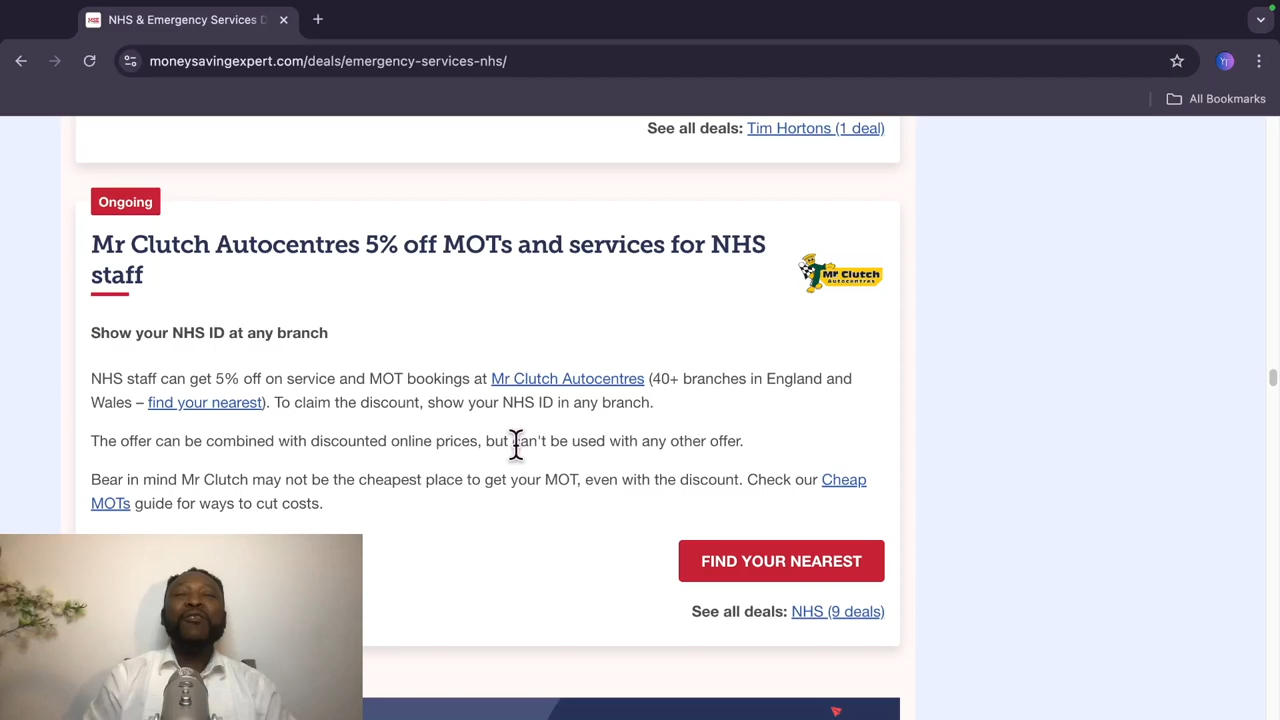 NHS & Emergency Services D
moneysavingexpert.com/deals/emergency-services-nhs/
All Bookmarks
See all deals: Tim Hortons (1 deal)
Ongoing
Mr Clutch Autocentres 5% off MOTs and services for NHS
staff
Mr Clutch
Autocentres
Show your NHS ID at any branch
NHS staff can get 5% off on service and MOT bookings at Mr Clutch Autocentres (40+ branches in England and
Wales – find your nearest). To claim the discount, show your NHS ID in any branch.
The offer can be combined with discounted online prices, but can't be used with any other offer.
Bear in mind Mr Clutch may not be the cheapest place to get your MOT, even with the discount. Check our Cheap
MOTs guide for ways to cut costs.
FIND YOUR NEAREST
See all deals: NHS (9 deals)